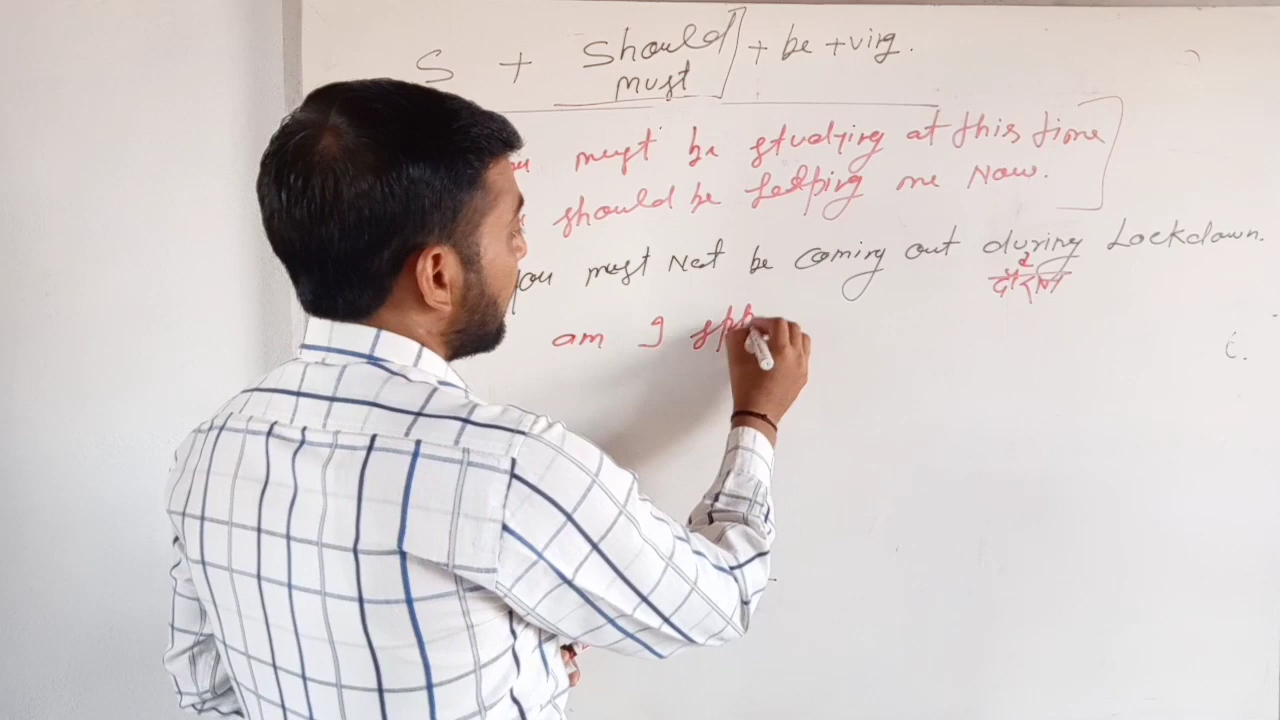 S + Should] + be + ving.
must
must be studying at this time]
should be helping me Now.
you must Not be coming out during Lockdown.
am I